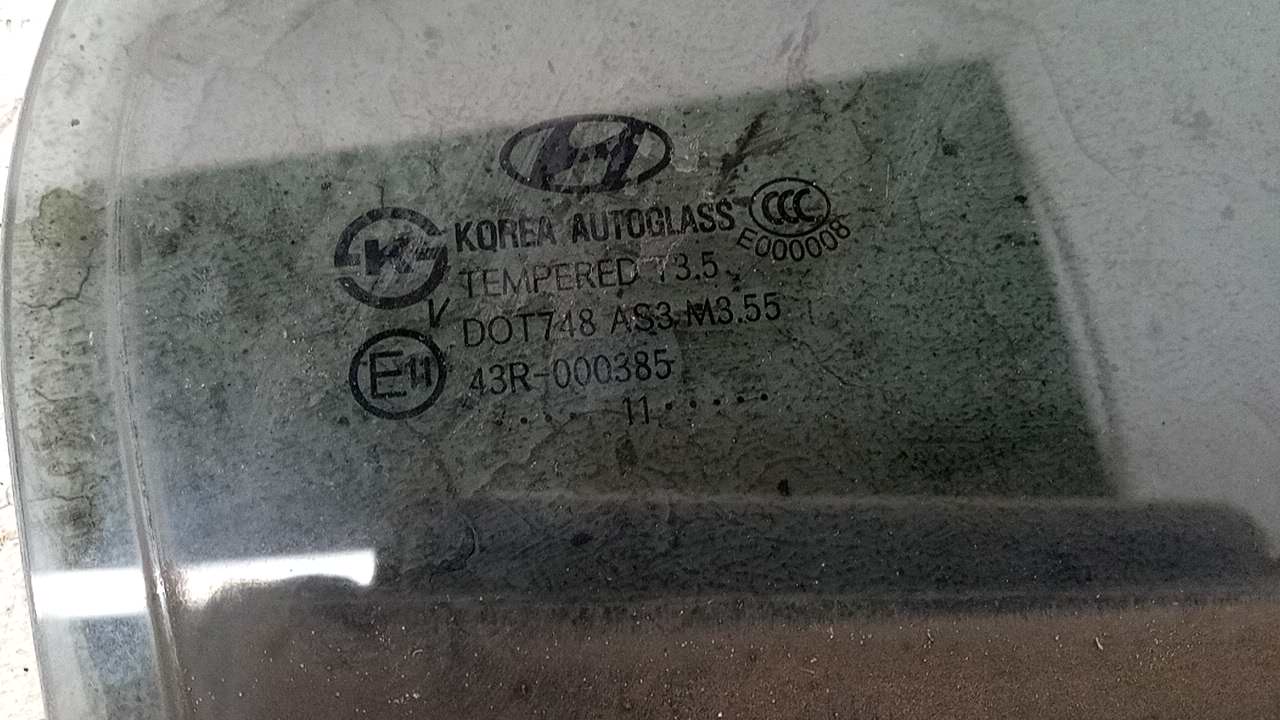 KOREA AUTOGLASS
CCC
E000008
K
TEMPERED T3.5
V
DOT748 AS3 M3.55
E11
43R-000385
.... 11 .....